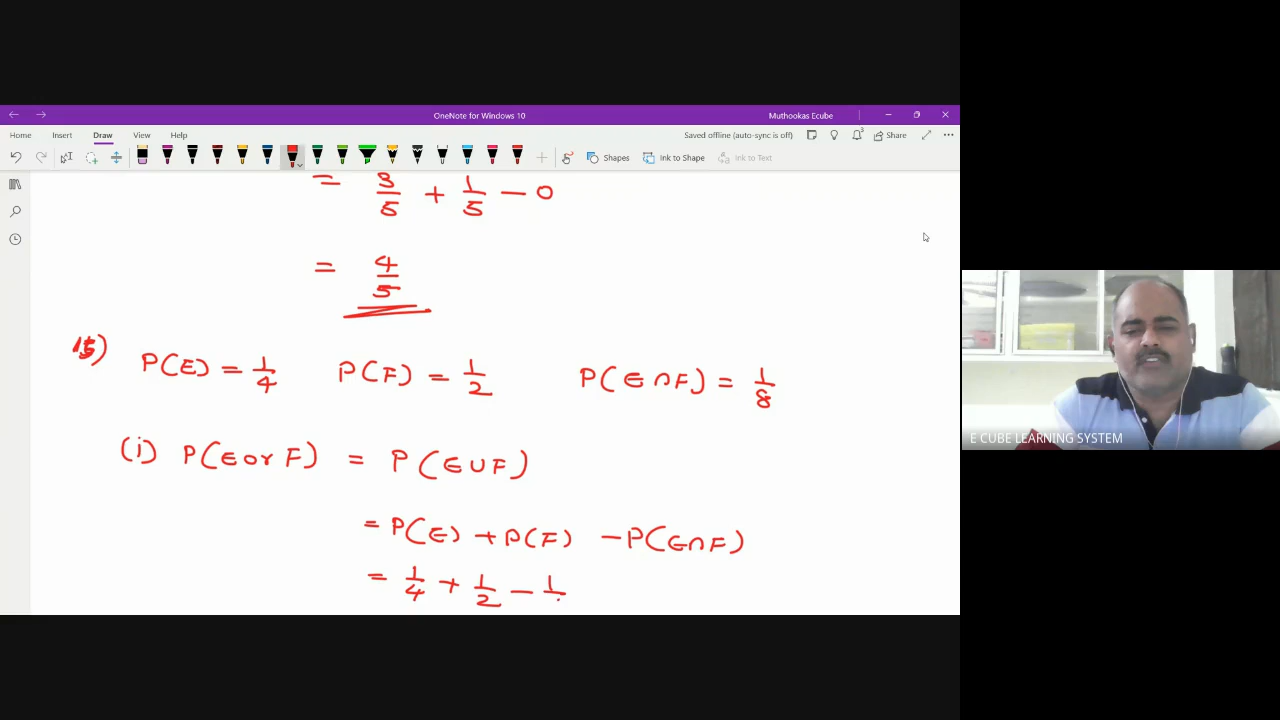 OneNote for Windows 10
Muthookas Ecube
Home Insert Draw View Help
Saved offline (auto-sync is off)
3
Share
Shapes
Ink to Shape
Ink to Text
= 3/5 + 1/5 − 0
= 4/5
15)
P(E) = 1/4 P(F) = 1/2 P(E∩F) = 1/8
(i) P(E or F) = P(E∪F)
= P(E) + P(F) − P(E∩F)
= 1/4 + 1/2 − 1/
E CUBE LEARNING SYSTEM